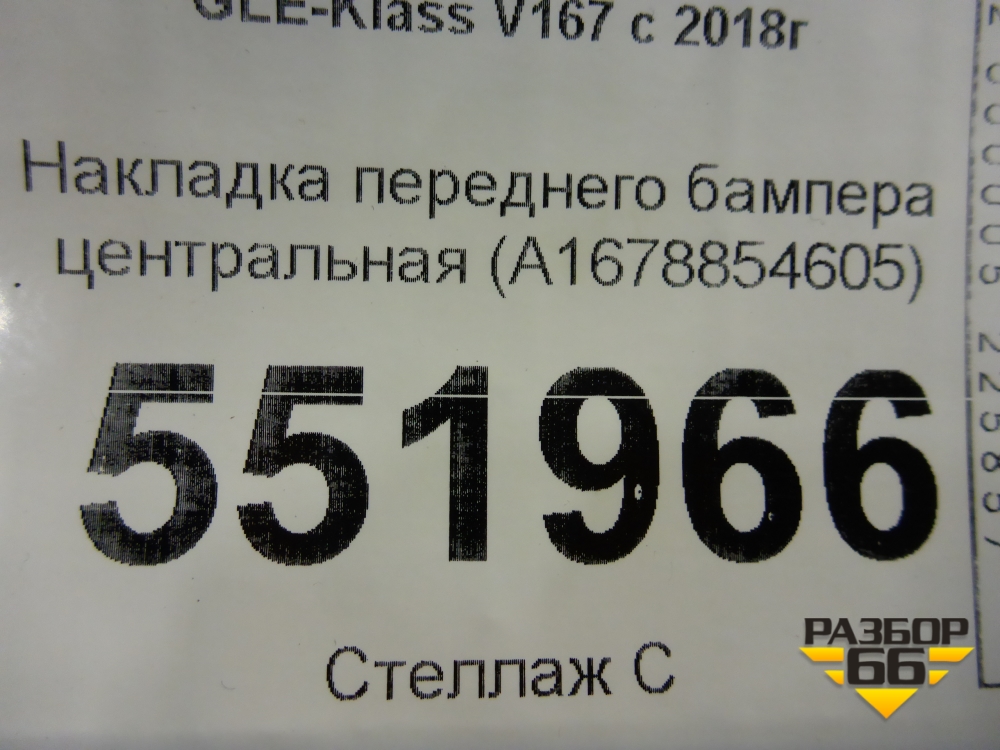 GLE-Klass V167 с 2018г
Накладка переднего бампера
центральная (A1678854605)
551966
Стеллаж С
РАЗБОР
66